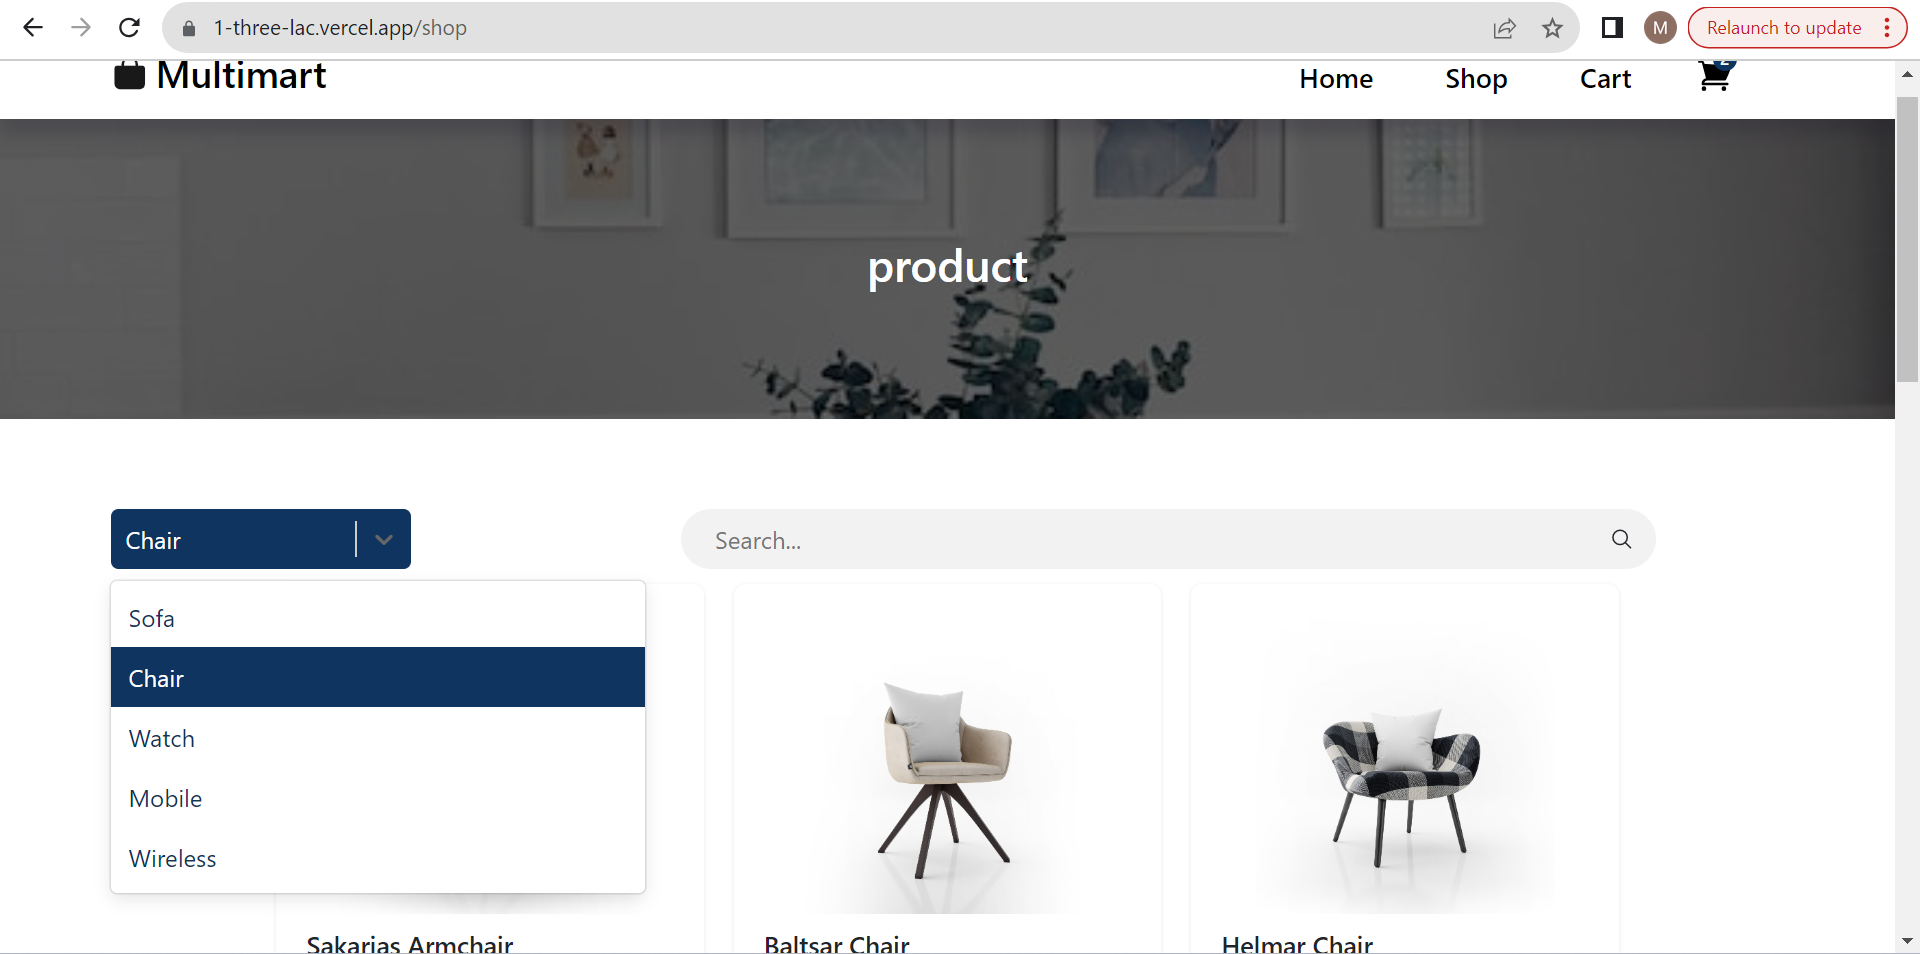 1-three-lac.vercel.app/shop
M
Relaunch to update
Multimart
Home
Shop
Cart
2
product
Chair
Search...
Sofa
Chair
Watch
Mobile
Wireless
Sakarias Armchair
Baltsar Chair
Helmar Chair